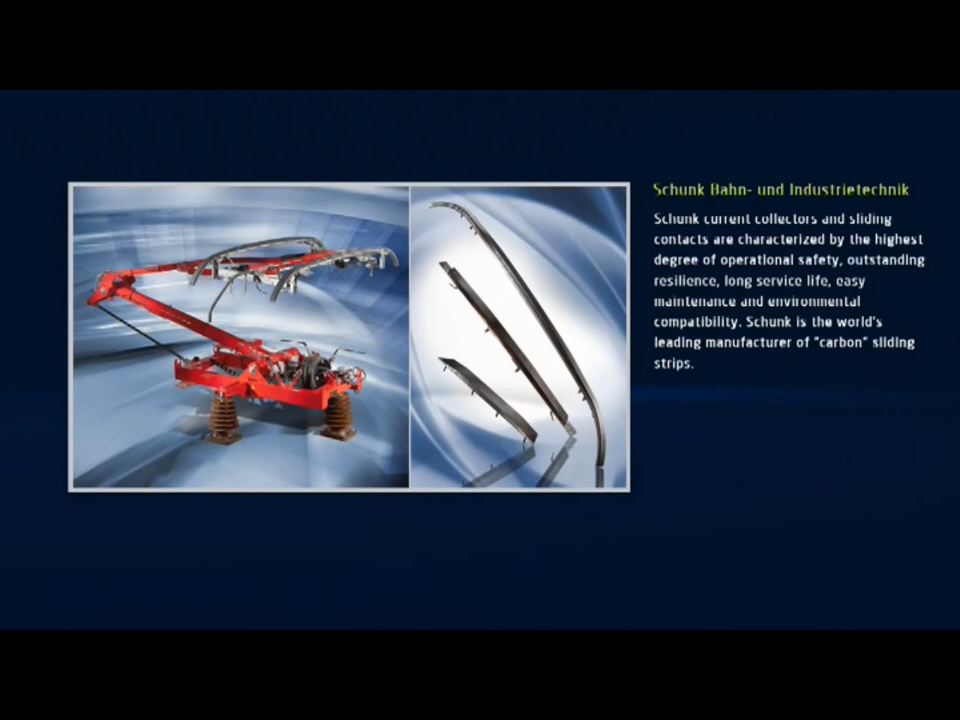 Schunk Bahn- und Industrietechnik
Schunk current collectors and sliding
contacts are characterized by the highest
degree of operational safety, outstanding
resilience, long service life, easy
maintenance and environmental
compatibility. Schunk is the world's
leading manufacturer of "carbon" sliding
strips.